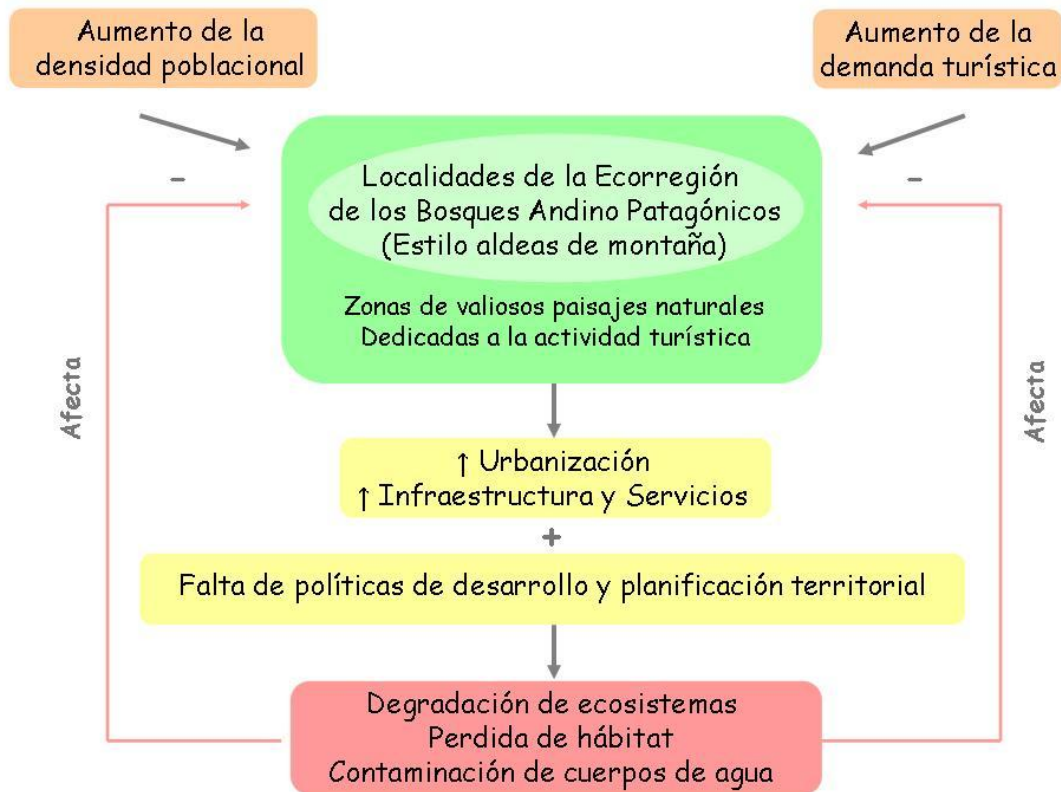 Aumento de la
densidad poblacional
Aumento de la
demanda turística
-
-
Localidades de la Ecorregión
de los Bosques Andino Patagónicos
(Estilo aldeas de montaña)
Zonas de valiosos paisajes naturales
Dedicadas a la actividad turística
Afecta
Afecta
↑ Urbanización
↑ Infraestructura y Servicios
+
Falta de políticas de desarrollo y planificación territorial
Degradación de ecosistemas
Perdida de hábitat
Contaminación de cuerpos de agua